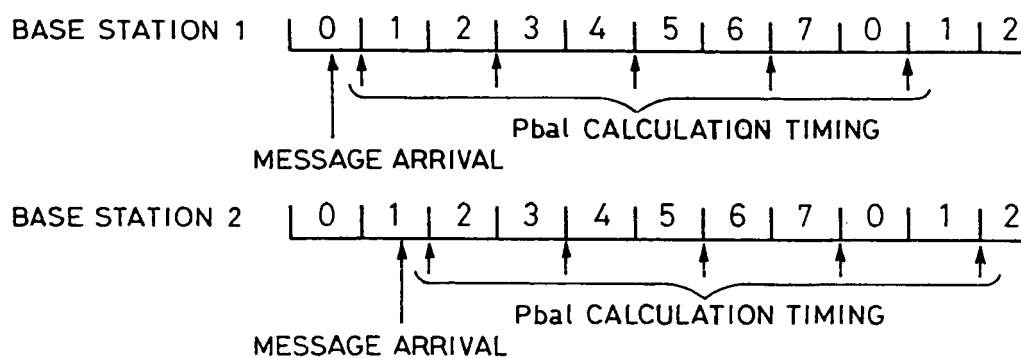 BASE STATION 1 | 0 | 1 | 2 | 3 | 4 | 5 | 6 | 7 | 0 | 1 | 2
Pbal CALCULATION TIMING
MESSAGE ARRIVAL
BASE STATION 2 | 0 | 1 | 2 | 3 | 4 | 5 | 6 | 7 | 0 | 1 | 2
Pbal CALCULATION TIMING
MESSAGE ARRIVAL